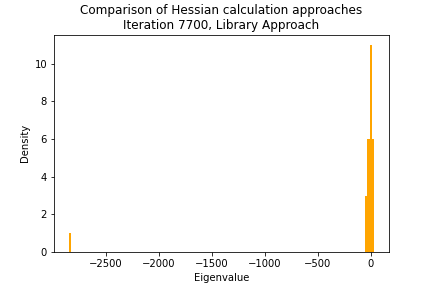 Comparison of Hessian calculation approaches
Iteration 7700, Library Approach
Density
10
8
6
4
2
0
−2500 −2000 −1500 −1000 −500 0
Eigenvalue